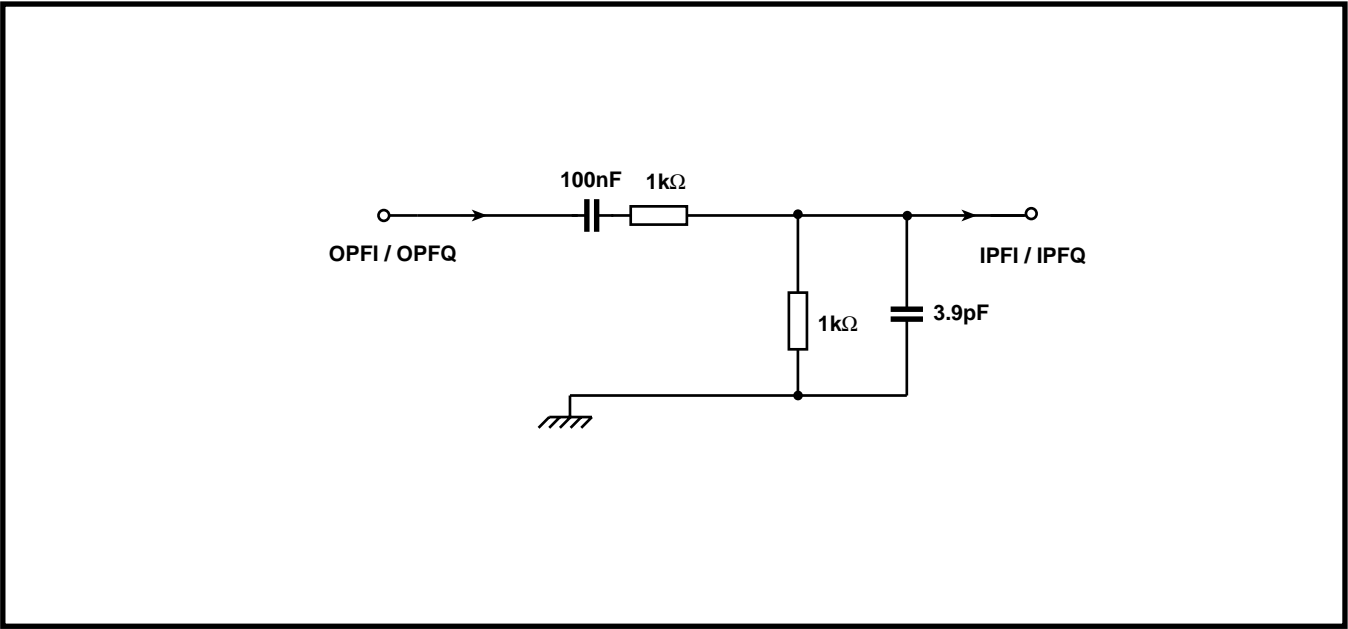 100nF 1kΩ
OPFI / OPFQ
IPFI / IPFQ
3.9pF
1kΩ